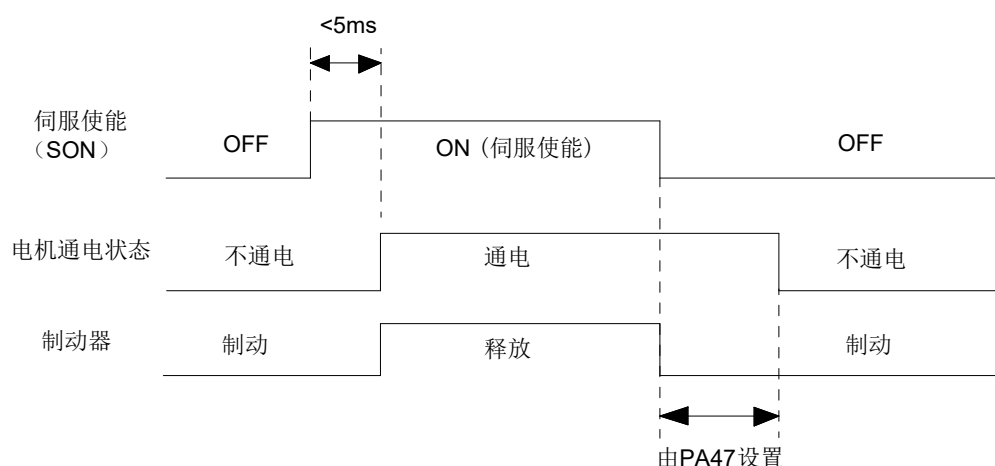 <5ms
伺服使能
（SON）
OFF
ON（伺服使能）
OFF
电机通电状态
不通电
通电
不通电
制动器
制动
释放
制动
由PA47设置